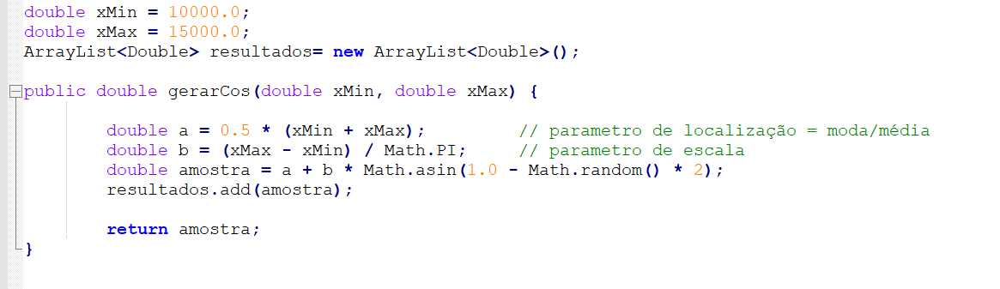 double xMin = 10000.0;
double xMax = 15000.0;
ArrayList<Double> resultados= new ArrayList<Double>();
public double gerarCos(double xMin, double xMax) {
double a = 0.5 * (xMin + xMax); // parametro de localização = moda/média
double b = (xMax - xMin) / Math.PI; // parametro de escala
double amostra = a + b * Math.asin(1.0 - Math.random() * 2);
resultados.add(amostra);
return amostra;
}